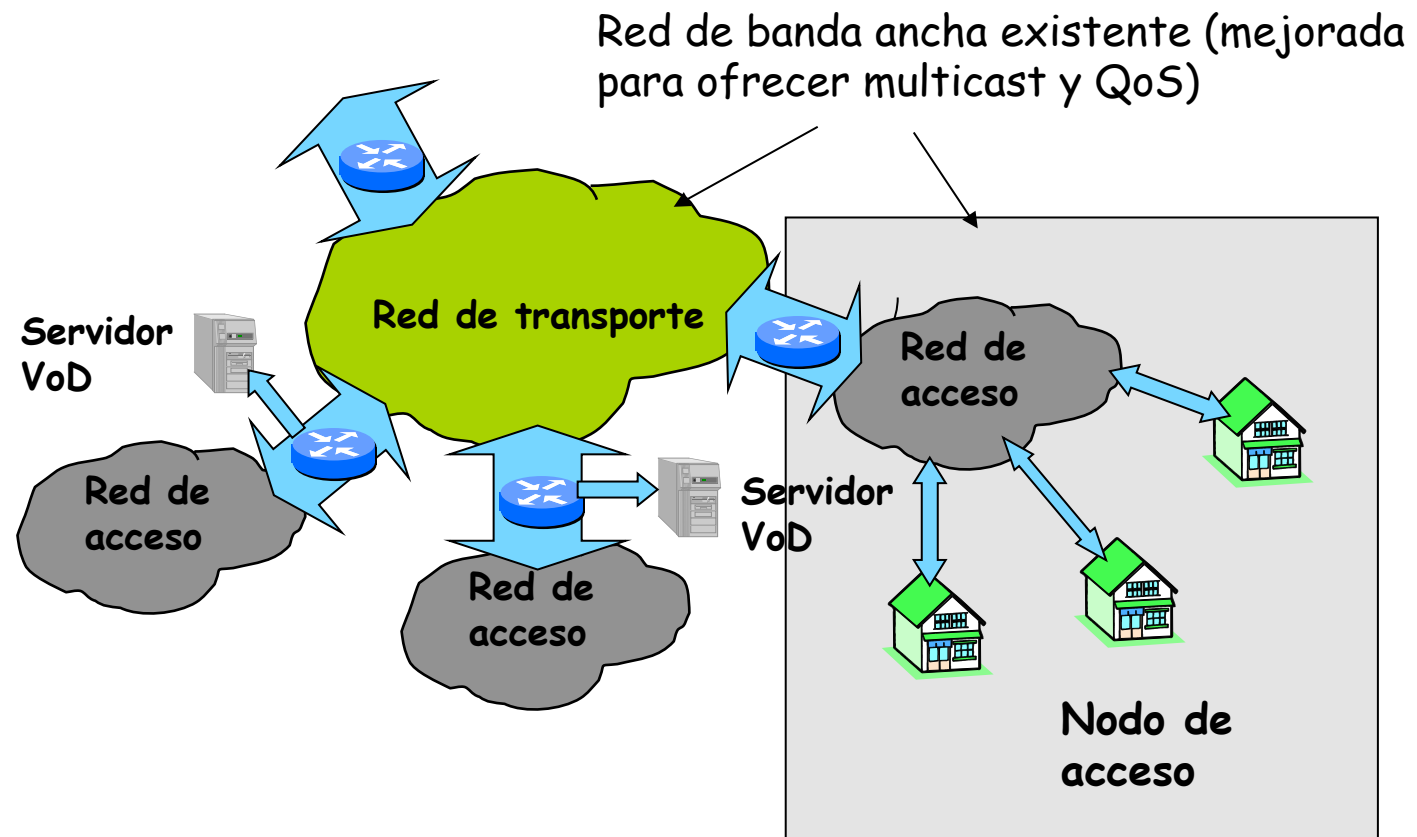 Red de banda ancha existente (mejorada
para ofrecer multicast y QoS)
Red de transporte
Servidor
VoD
Red de
acceso
Red de
acceso
Servidor
VoD
Red de
acceso
Nodo de
acceso